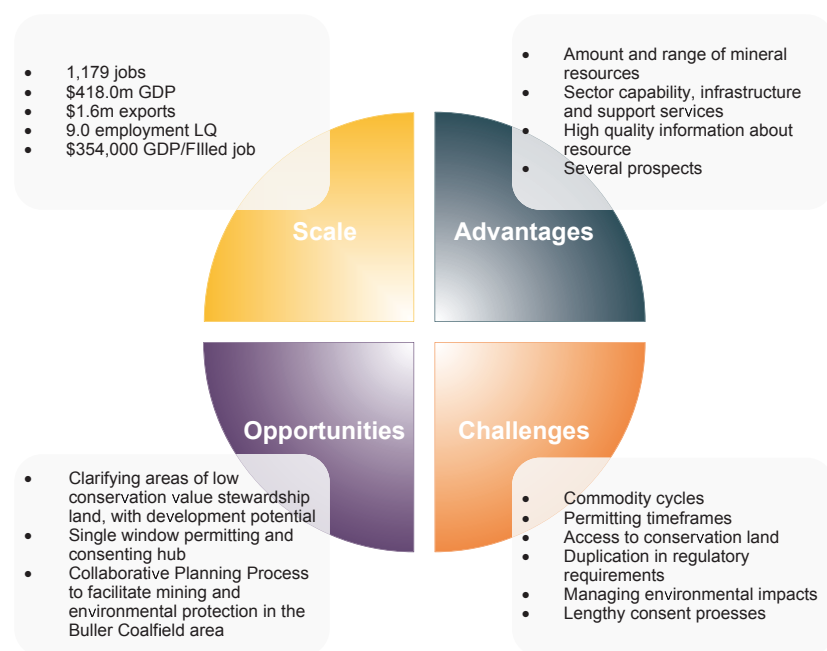 • 1,179 jobs
• $418.0m GDP
• $1.6m exports
• 9.0 employment LQ
• $354,000 GDP/FIlled job
Scale
• Amount and range of mineral
resources
• Sector capability, infrastructure
and support services
• High quality information about
resource
• Several prospects
Advantages
Opportunities
• Clarifying areas of low
conservation value stewardship
land, with development potential
• Single window permitting and
consenting hub
• Collaborative Planning Process
to facilitate mining and
environmental protection in the
Buller Coalfield area
Challenges
• Commodity cycles
• Permitting timeframes
• Access to conservation land
• Duplication in regulatory
requirements
• Managing environmental impacts
• Lengthy consent proesses